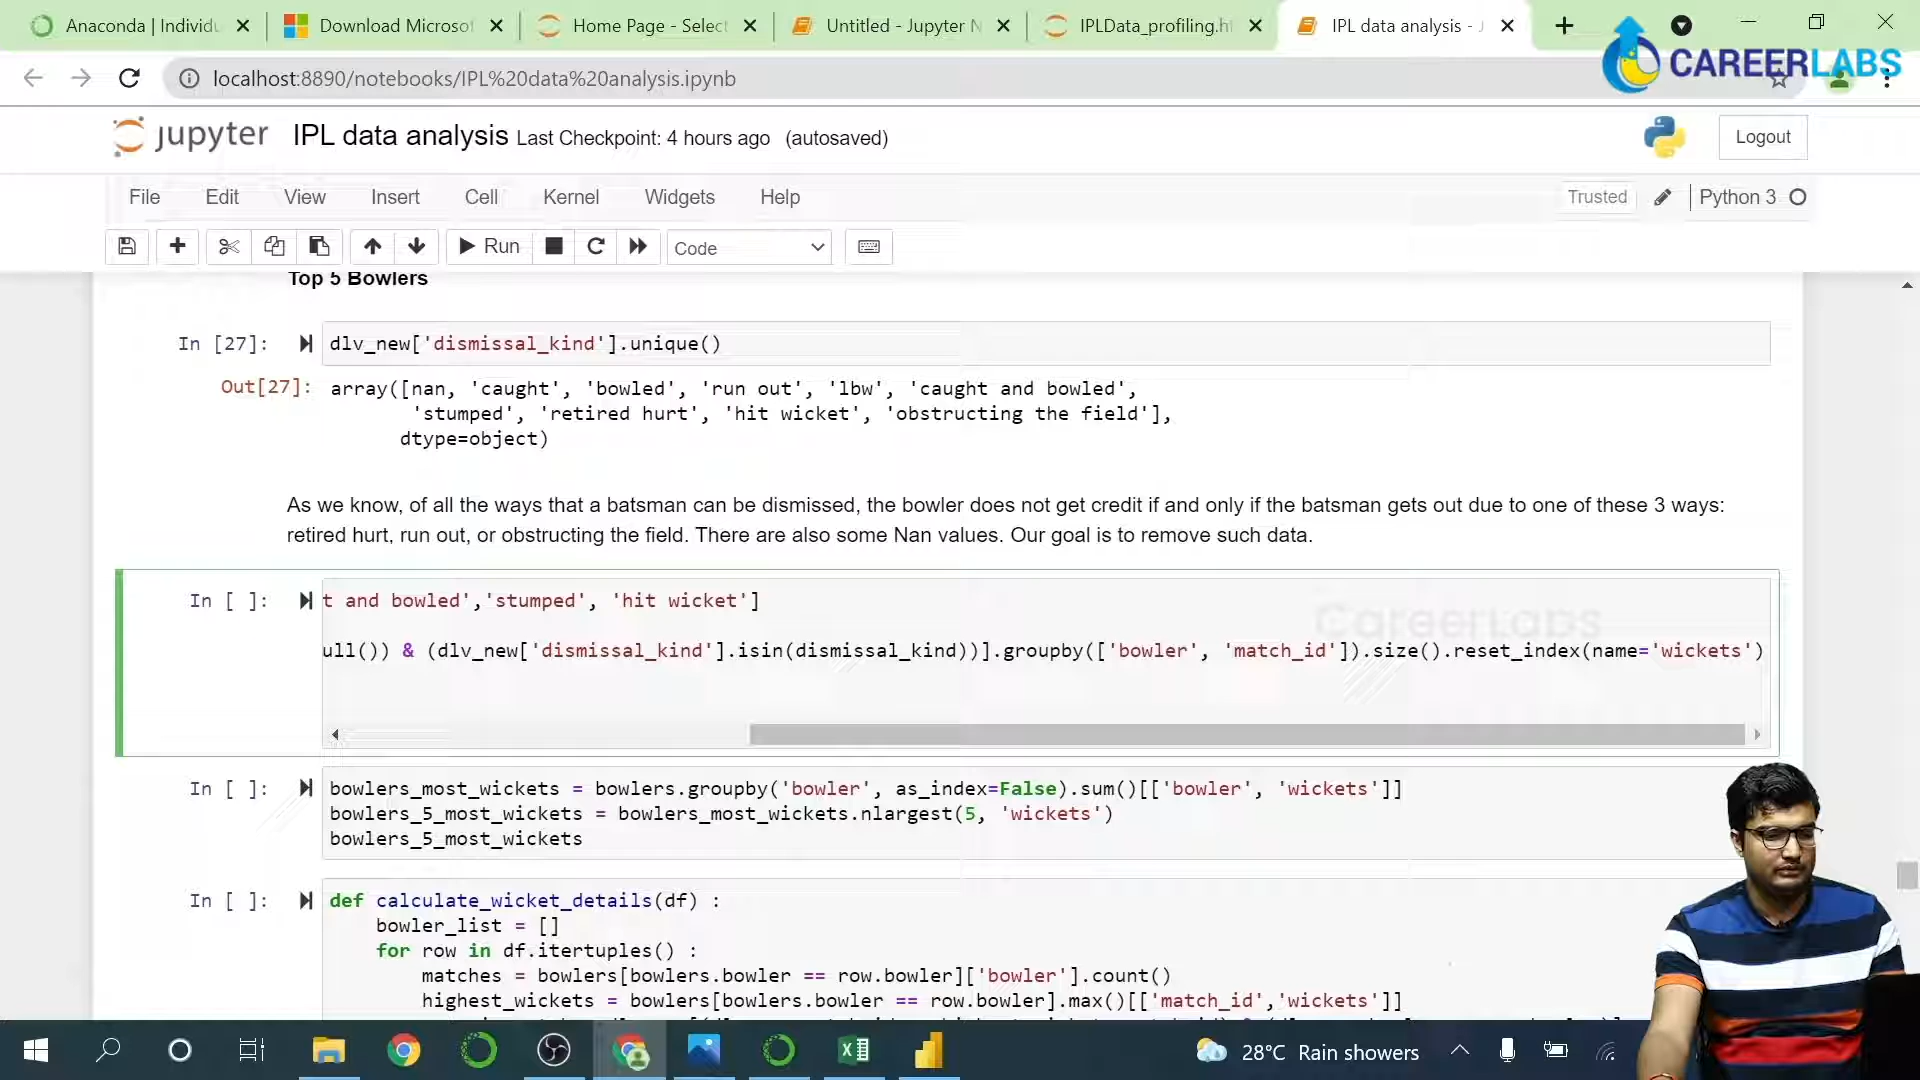 Anaconda | Individu
Download Microsof
Home Page - Select
Untitled - Jupyter N
IPLData_profiling.ht
IPL data analysis - J
CAREERLABS
localhost:8890/notebooks/IPL%20data%20analysis.ipynb
jupyter IPL data analysis Last Checkpoint: 4 hours ago (autosaved)
Logout
File Edit View Insert Cell Kernel Widgets Help
Trusted Python 3
Run
Code
Top 5 Bowlers
In [27]: dlv_new['dismissal_kind'].unique()
Out[27]: array([nan, 'caught', 'bowled', 'run out', 'lbw', 'caught and bowled',
'stumped', 'retired hurt', 'hit wicket', 'obstructing the field'],
dtype=object)
As we know, of all the ways that a batsman can be dismissed, the bowler does not get credit if and only if the batsman gets out due to one of these 3 ways:
retired hurt, run out, or obstructing the field. There are also some Nan values. Our goal is to remove such data.
In [ ]: t and bowled','stumped', 'hit wicket']
CareerLabs
ull()) & (dlv_new['dismissal_kind'].isin(dismissal_kind))].groupby(['bowler', 'match_id']).size().reset_index(name='wickets')
In [ ]: bowlers_most_wickets = bowlers.groupby('bowler', as_index=False).sum()[['bowler', 'wickets']]
bowlers_5_most_wickets = bowlers_most_wickets.nlargest(5, 'wickets')
bowlers_5_most_wickets
In [ ]: def calculate_wicket_details(df) :
bowler_list = []
for row in df.itertuples() :
matches = bowlers[bowlers.bowler == row.bowler]['bowler'].count()
highest_wickets = bowlers[bowlers.bowler == row.bowler].max()[['match_id','wickets']]
28°C Rain showers